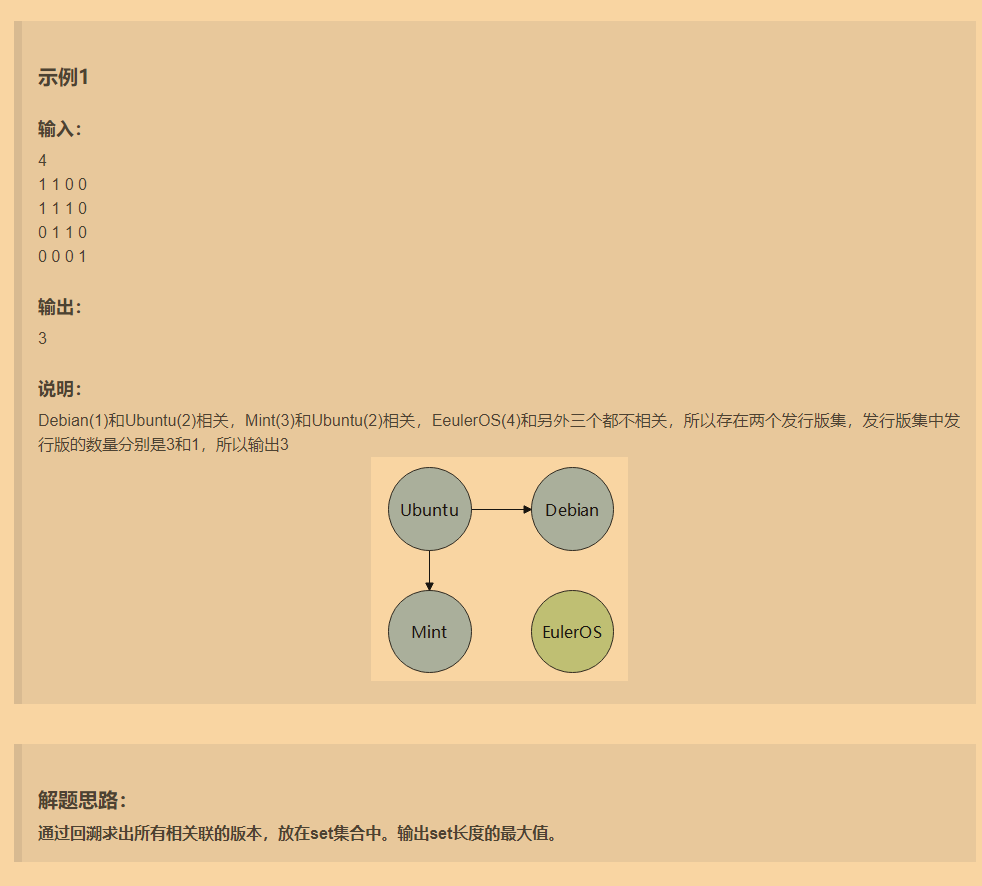 示例1
输入：
4
1 1 0 0
1 1 1 0
0 1 1 0
0 0 0 1
输出：
3
说明：
Debian(1)和Ubuntu(2)相关，Mint(3)和Ubuntu(2)相关，EeulerOS(4)和另外三个都不相关，所以存在两个发行版集，发行版集中发
行版的数量分别是3和1，所以输出3
Ubuntu
Debian
Mint
EulerOS
解题思路：
通过回溯求出所有相关联的版本，放在set集合中。输出set长度的最大值。